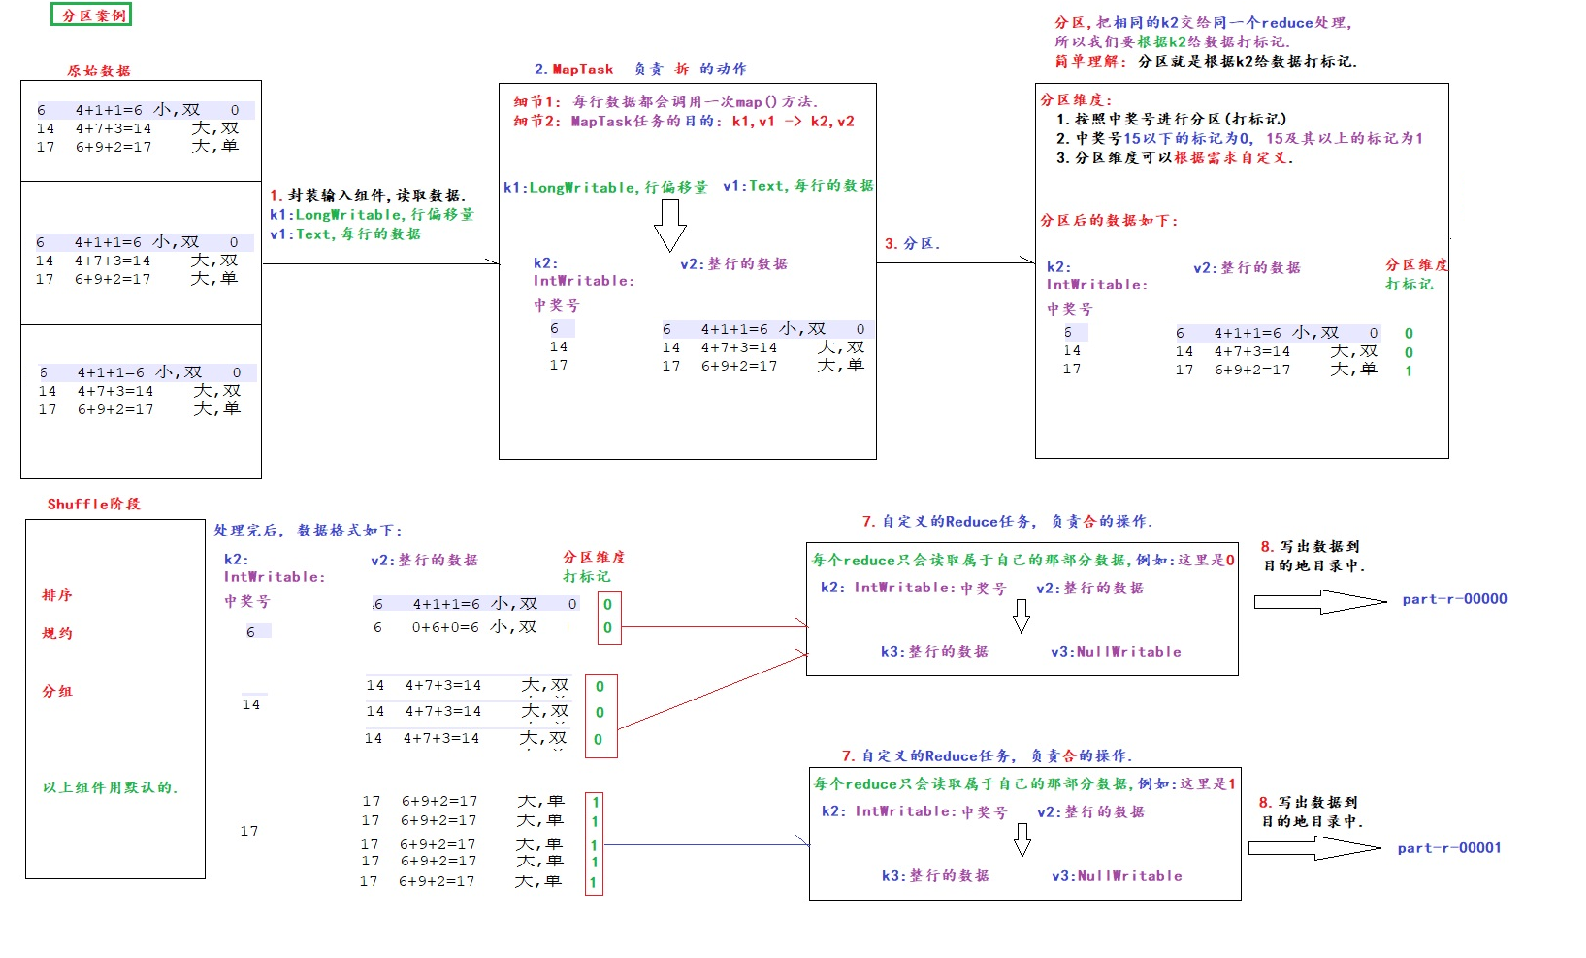 分区案例
原始数据
6 4+1+1=6 小,双 0
14 4+7+3=14 大,双
17 6+9+2=17 大,单
6 4+1+1=6 小,双 0
14 4+7+3=14 大,双
17 6+9+2=17 大,单
6 4+1+1=6 小,双 0
14 4+7+3=14 大,双
17 6+9+2=17 大,单
1.封装输入组件,读取数据.
k1:LongWritable,行偏移量
v1:Text,每行的数据
2.MapTask 负责 拆 的动作
细节1: 每行数据都会调用一次map()方法.
细节2: MapTask任务的目的: k1,v1 -> k2,v2
k1:LongWritable,行偏移量 v1:Text,每行的数据
k2: v2:整行的数据
IntWritable:
中奖号
6 6 4+1+1=6 小,双 0
14 14 4+7+3=14 大,双
17 17 6+9+2=17 大,单
3.分区.
分区,把相同的k2交给同一个reduce处理,
所以我们要根据k2给数据打标记.
简单理解: 分区就是根据k2给数据打标记.
分区维度:
1.按照中奖号进行分区(打标记)
2.中奖号15以下的标记为0, 15及其以上的标记为1
3.分区维度可以根据需求自定义.
分区后的数据如下:
k2: v2:整行的数据 分区维度
IntWritable: 打标记
中奖号
6 6 4+1+1=6 小,双 0 0
14 14 4+7+3=14 大,双 0
17 17 6+9+2=17 大,单 1
Shuffle阶段
排序
规约
分组
以上组件用默认的.
处理完后, 数据格式如下:
k2: v2:整行的数据 分区维度
IntWritable: 打标记
中奖号
6 4+1+1=6 小,双 0 0
6 6 0+6+0=6 小,双 0
14 4+7+3=14 大,双 0
14 14 4+7+3=14 大,双 0
14 4+7+3=14 大,双 0
17 6+9+2=17 大,单 1
17 6+9+2=17 大,单 1
17 17 6+9+2=17 大,单 1
17 6+9+2=17 大,单 1
17 6+9+2=17 大,单 1
7.自定义的Reduce任务, 负责合的操作.
每个reduce只会读取属于自己的那部分数据,例如:这里是0
k2: IntWritable:中奖号 v2:整行的数据
k3:整行的数据 v3:NullWritable
8.写出数据到
目的地目录中.
part-r-00000
7.自定义的Reduce任务, 负责合的操作.
每个reduce只会读取属于自己的那部分数据,例如:这里是1
k2: IntWritable:中奖号 v2:整行的数据
k3:整行的数据 v3:NullWritable
8.写出数据到
目的地目录中.
part-r-00001